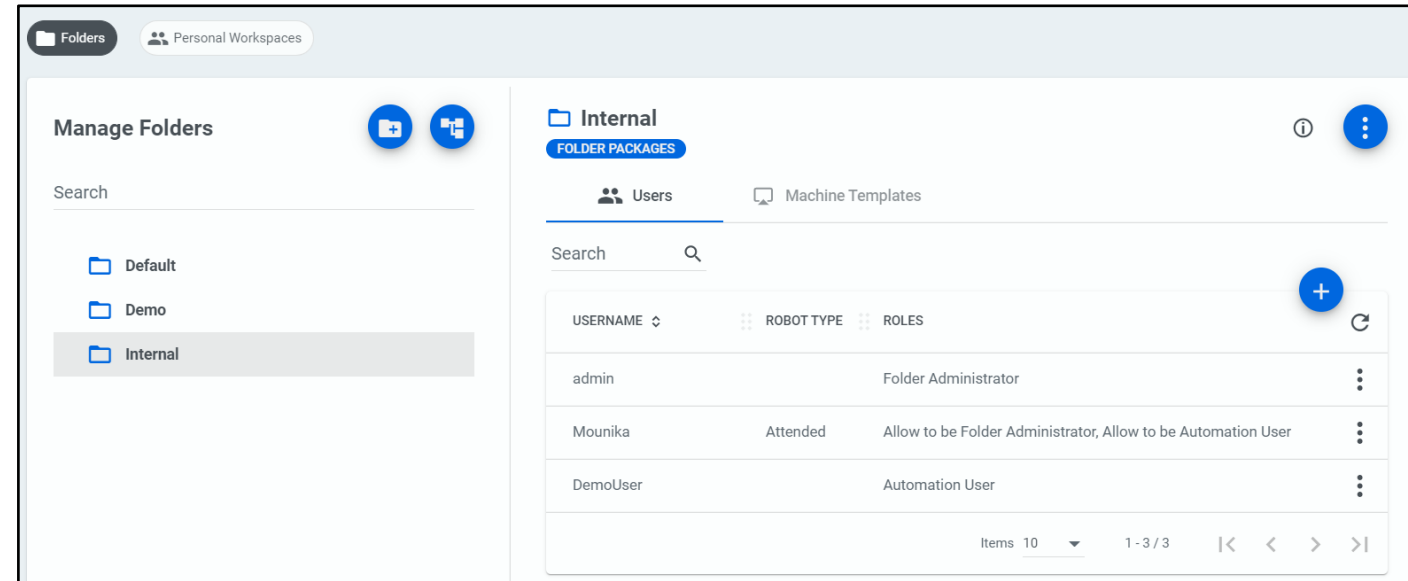 Folders
Personal Workspaces
Manage Folders
Search
Default
Demo
Internal
Internal
FOLDER PACKAGES
Users
Machine Templates
Search
USERNAME ROBOT TYPE ROLES
admin Folder Administrator
Mounika Attended Allow to be Folder Administrator, Allow to be Automation User
DemoUser Automation User
Items 10 1 - 3 / 3